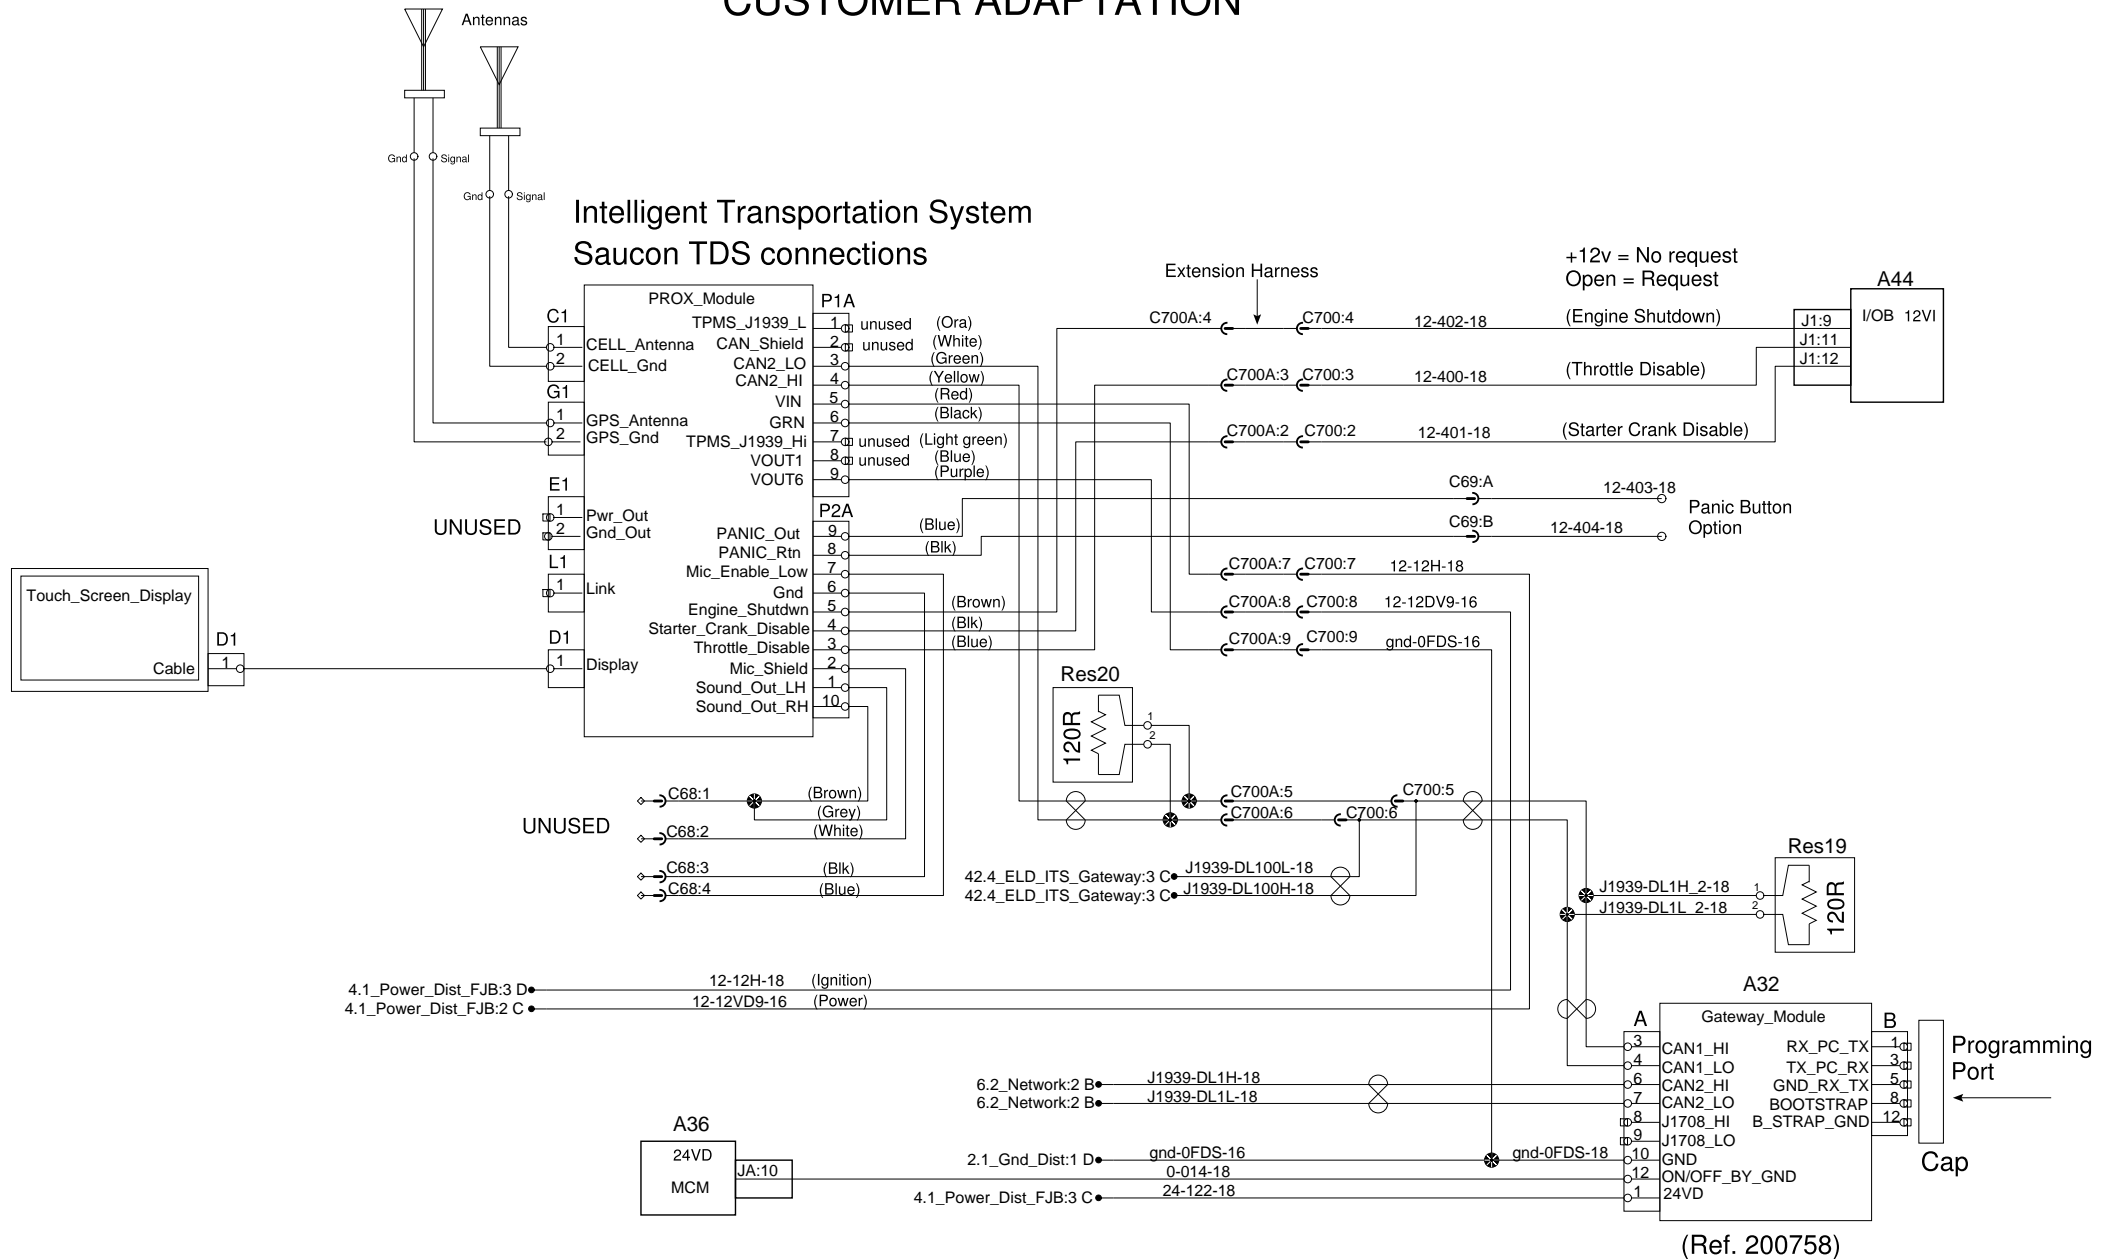 CUSTOMER ADAPTATION
Antennas
Gnd
Signal
Gnd
Signal
Intelligent Transportation System
Saucon TDS connections
PROX_Module
C1
1
CELL_Antenna
2
CELL_Gnd
G1
1
GPS_Antenna
2
GPS_Gnd
E1
1
Pwr_Out
2
Gnd_Out
UNUSED
L1
1
Link
D1
1
Display
Touch_Screen_Display
Cable
D1
1
P1A
TPMS_J1939_L 1 unused (Ora)
CAN_Shield 2 unused (White)
CAN2_LO 3 (Green)
CAN2_HI 4 (Yellow)
VIN 5 (Red)
GRN 6 (Black)
TPMS_J1939_Hi 7 unused (Light green)
VOUT1 8 unused (Blue)
VOUT6 9 (Purple)
P2A
PANIC_Out 9 (Blue)
PANIC_Rtn 8 (Blk)
Mic_Enable_Low 7
Gnd 6
Engine_Shutdwn 5 (Brown)
Starter_Crank_Disable 4 (Blk)
Throttle_Disable 3 (Blue)
Mic_Shield 2
Sound_Out_LH 1
Sound_Out_RH 10
Extension Harness
+12v = No request
Open = Request
C700A:4 C700:4 12-402-18 (Engine Shutdown)
C700A:3 C700:3 12-400-18 (Throttle Disable)
C700A:2 C700:2 12-401-18 (Starter Crank Disable)
A44
I/OB 12VI
J1:9
J1:11
J1:12
C69:A 12-403-18
C69:B 12-404-18
Panic Button
Option
C700A:7 C700:7 12-12H-18
C700A:8 C700:8 12-12DV9-16
C700A:9 C700:9 gnd-0FDS-16
Res20
120R
1
2
C700A:5 C700:5
C700A:6 C700:6
UNUSED
C68:1 (Brown)
(Grey)
C68:2 (White)
C68:3 (Blk)
C68:4 (Blue)
42.4_ELD_ITS_Gateway:3 C J1939-DL100L-18
42.4_ELD_ITS_Gateway:3 C J1939-DL100H-18
Res19
J1939-DL1H_2-18 1
J1939-DL1L_2-18 2
120R
4.1_Power_Dist_FJB:3 D 12-12H-18 (Ignition)
4.1_Power_Dist_FJB:2 C 12-12VD9-16 (Power)
A32
Gateway_Module
A
3 CAN1_HI
4 CAN1_LO
6 CAN2_HI
7 CAN2_LO
8 J1708_HI
9 J1708_LO
10 GND
12 ON/OFF_BY_GND
1 24VD
B
RX_PC_TX 1
TX_PC_RX 3
GND_RX_TX 5
BOOTSTRAP 8
B_STRAP_GND 12
Programming
Port
Cap
6.2_Network:2 B J1939-DL1H-18
6.2_Network:2 B J1939-DL1L-18
A36
24VD
MCM
JA:10
2.1_Gnd_Dist:1 D gnd-0FDS-16 gnd-0FDS-18
0-014-18
4.1_Power_Dist_FJB:3 C 24-122-18
(Ref. 200758)